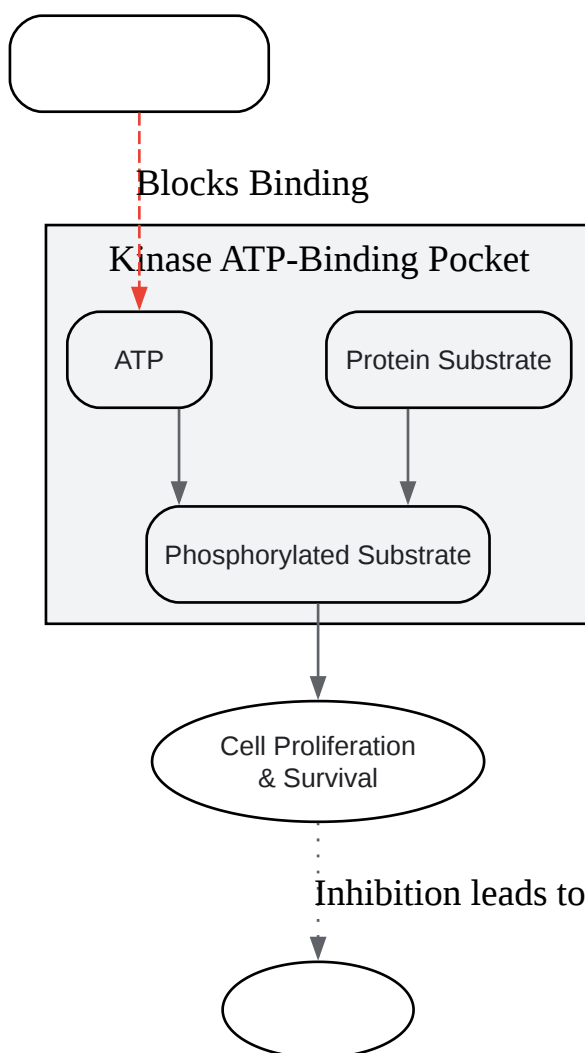 Blocks Binding
Kinase ATP-Binding Pocket
ATP
Protein Substrate
Phosphorylated Substrate
Cell Proliferation
& Survival
Inhibition leads to